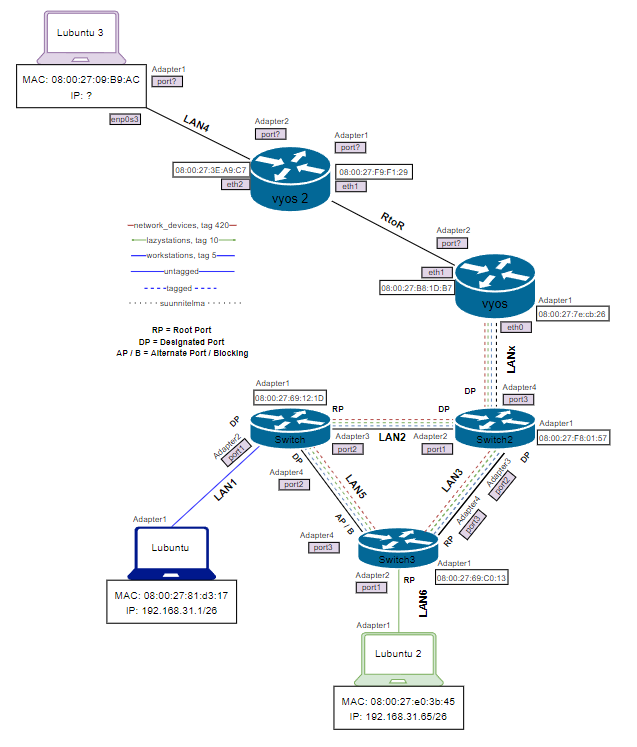 Lubuntu 3
MAC: 08:00:27:09:B9:AC
IP: ?
Adapter1
port?
enp0s3
LAN4
Adapter2
port?
Adapter1
port?
08:00:27:3E:A9:C7
08:00:27:F9:F1:29
eth2
eth1
vyos 2
RtoR
network_devices, tag 420
lazystations, tag 10
workstations, tag 5
untagged
tagged
suunnitelma
RP = Root Port
DP = Designated Port
AP / B = Alternate Port / Blocking
Adapter2
port?
eth1
08:00:27:B8:1D:B7
vyos
Adapter1
08:00:27:7e:cb:26
eth0
LANx
DP
Adapter4
port3
Adapter1
08:00:27:69:12:1D
RP
DP
DP
Switch
Adapter2
port1
Adapter3
port2
LAN2
Adapter2
port1
Switch2
Adapter1
08:00:27:F8:01:57
DP
Adapter4
port2
LAN1
LAN5
LAN3
DP
Adapter3
port2
Adapter4
port3
RP
AP / B
Adapter4
port3
Switch3
Adapter1
08:00:27:69:C0:13
Adapter2
port1
RP
LAN6
Adapter1
Lubuntu
MAC: 08:00:27:81:d3:17
IP: 192.168.31.1/26
Adapter1
Lubuntu 2
MAC: 08:00:27:e0:3b:45
IP: 192.168.31.65/26